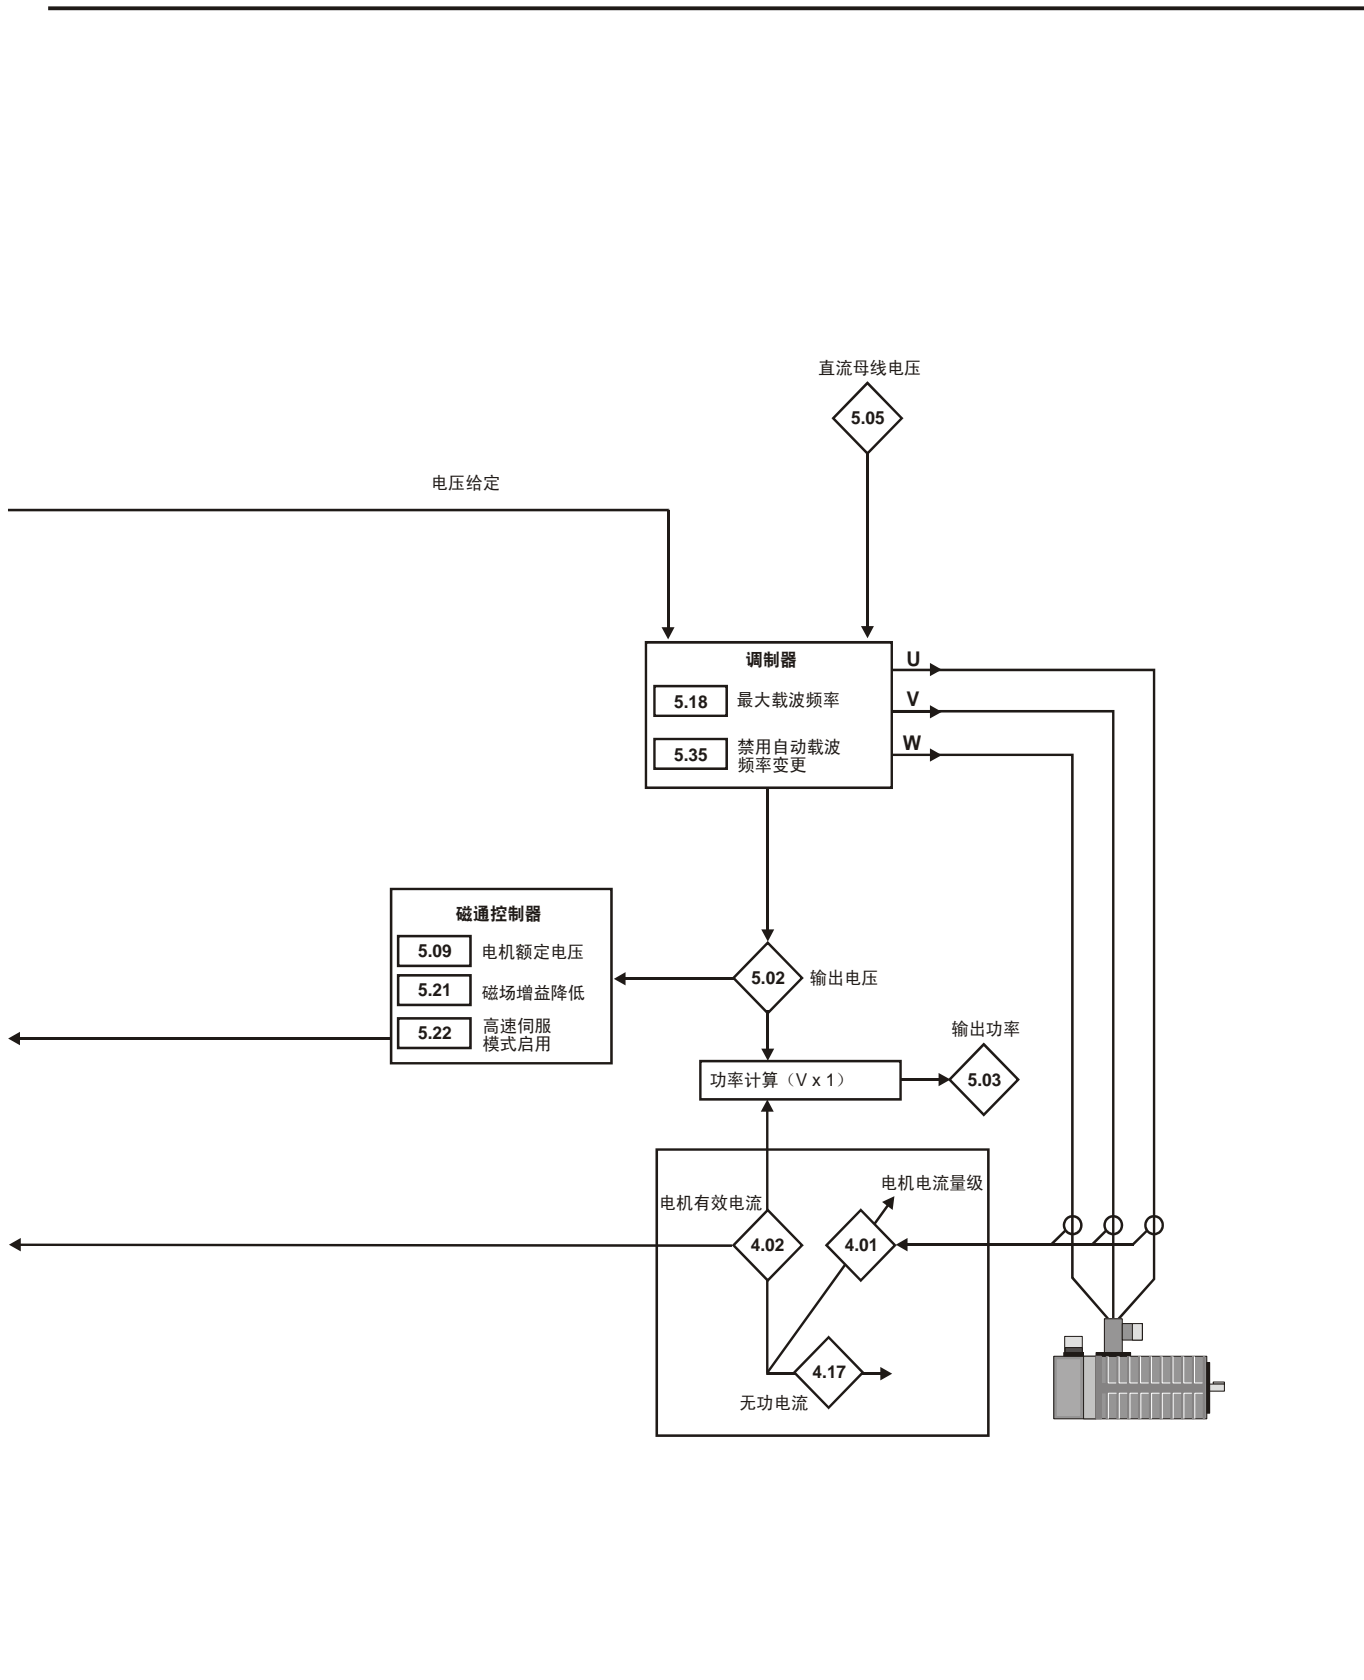 直流母线电压
5.05
电压给定
调制器
5.18 最大载波频率
5.35 禁用自动载波
频率变更
U
V
W
磁通控制器
5.09 电机额定电压
5.21 磁场增益降低
5.22 高速伺服
模式启用
5.02 输出电压
输出功率
5.03
功率计算（V x 1）
电机电流量级
电机有效电流
4.02
4.01
4.17
无功电流